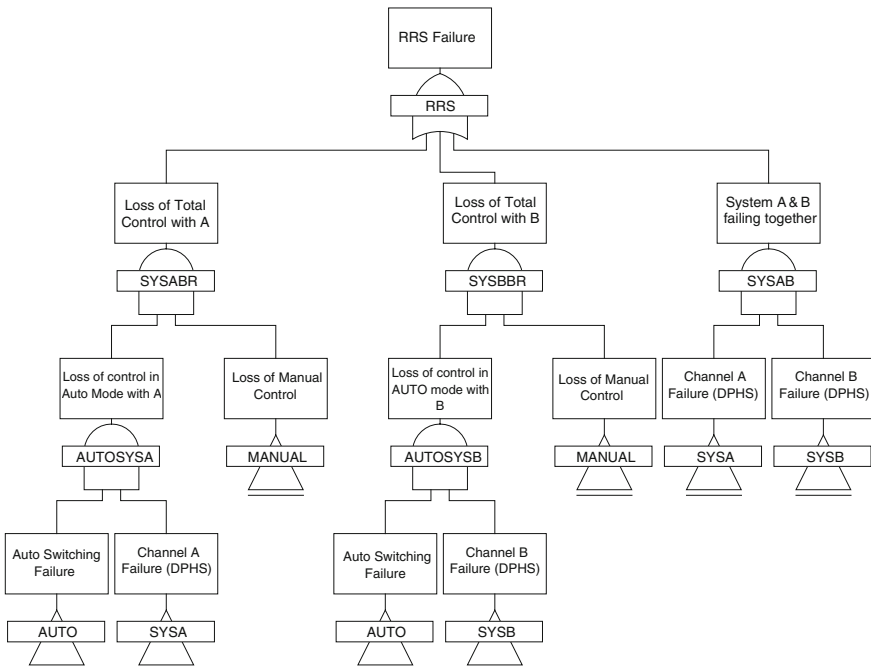 RRS Failure
RRS
Loss of Total
Control with A
Loss of Total
Control with B
System A & B
failing together
SYSABR
SYSBBR
SYSAB
Loss of control in
Auto Mode with A
Loss of Manual
Control
Loss of control in
AUTO mode with
B
Loss of Manual
Control
Channel A
Failure (DPHS)
Channel B
Failure (DPHS)
AUTOSYSA
MANUAL
AUTOSYSB
MANUAL
SYSA
SYSB
Auto Switching
Failure
Channel A
Failure (DPHS)
Auto Switching
Failure
Channel B
Failure (DPHS)
AUTO
SYSA
AUTO
SYSB